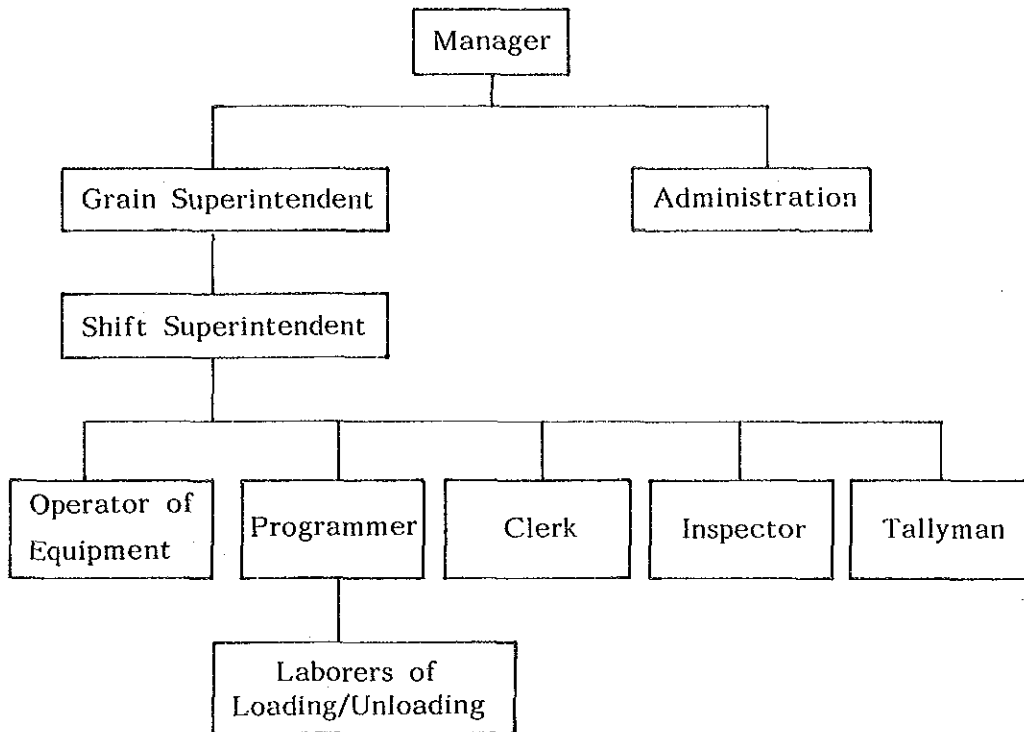 Manager
Grain Superintendent
Administration
Shift Superintendent
Operator of
Equipment
Programmer
Clerk
Inspector
Tallyman
Laborers of
Loading/Unloading